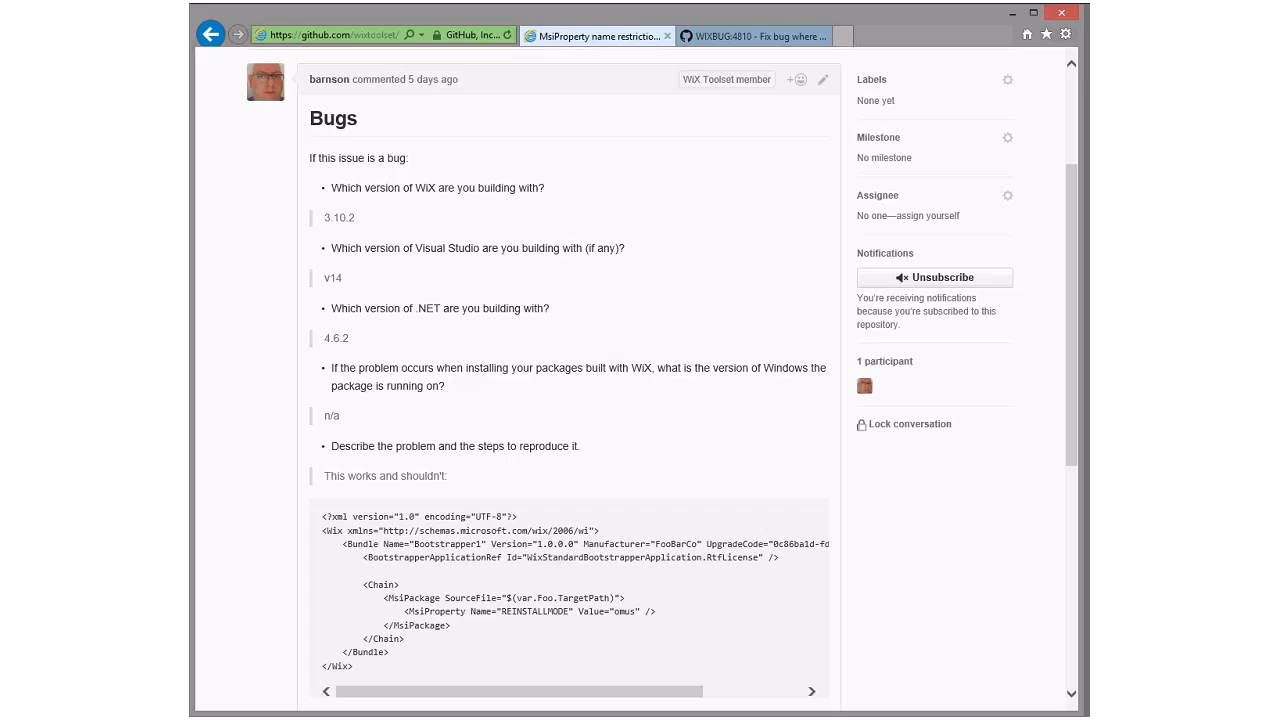 https://github.com/wixtoolset/
GitHub, Inc...
MsiProperty name restrictio...
WIXBUG:4810 - Fix bug where ...
barnson commented 5 days ago
WiX Toolset member
Bugs
If this issue is a bug:
• Which version of WiX are you building with?
3.10.2
• Which version of Visual Studio are you building with (if any)?
v14
• Which version of .NET are you building with?
4.6.2
• If the problem occurs when installing your packages built with WiX, what is the version of Windows the
package is running on?
n/a
• Describe the problem and the steps to reproduce it.
This works and shouldn't:
<?xml version="1.0" encoding="UTF-8"?>
<Wix xmlns="http://schemas.microsoft.com/wix/2006/wi">
<Bundle Name="Bootstrapper1" Version="1.0.0.0" Manufacturer="FooBarCo" UpgradeCode="0c86ba1d-fd
<BootstrapperApplicationRef Id="WixStandardBootstrapperApplication.RtfLicense" />
<Chain>
<MsiPackage SourceFile="$(var.Foo.TargetPath)">
<MsiProperty Name="REINSTALLMODE" Value="omus" />
</MsiPackage>
</Chain>
</Bundle>
</Wix>
Labels
None yet
Milestone
No milestone
Assignee
No one—assign yourself
Notifications
Unsubscribe
You're receiving notifications
because you're subscribed to this
repository.
1 participant
Lock conversation